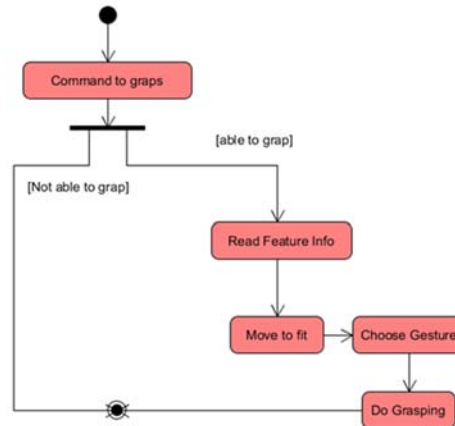 Command to graps
[able to grap]
[Not able to grap]
Read Feature Info
Move to fit
Choose Gesture
Do Grasping